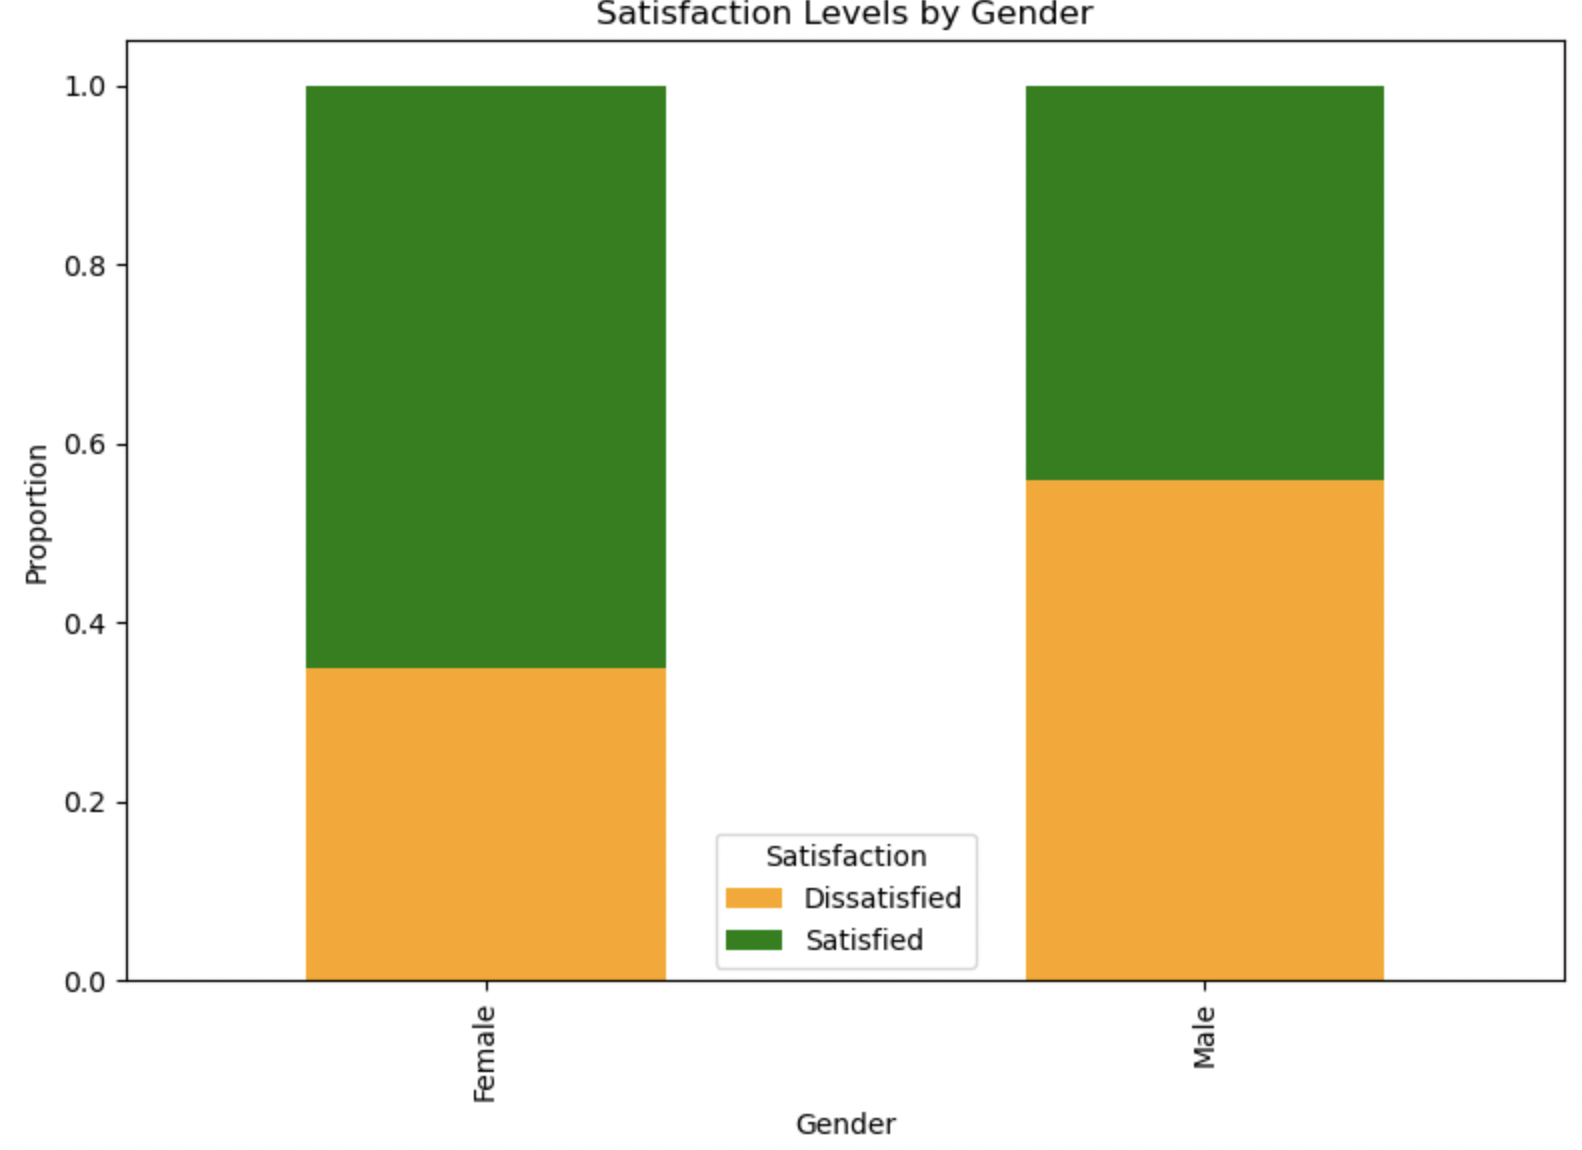 Satisfaction Levels by Gender
1.0
0.8
0.6
0.4
0.2
0.0
Proportion
Satisfaction
Dissatisfied
Satisfied
Female
Male
Gender